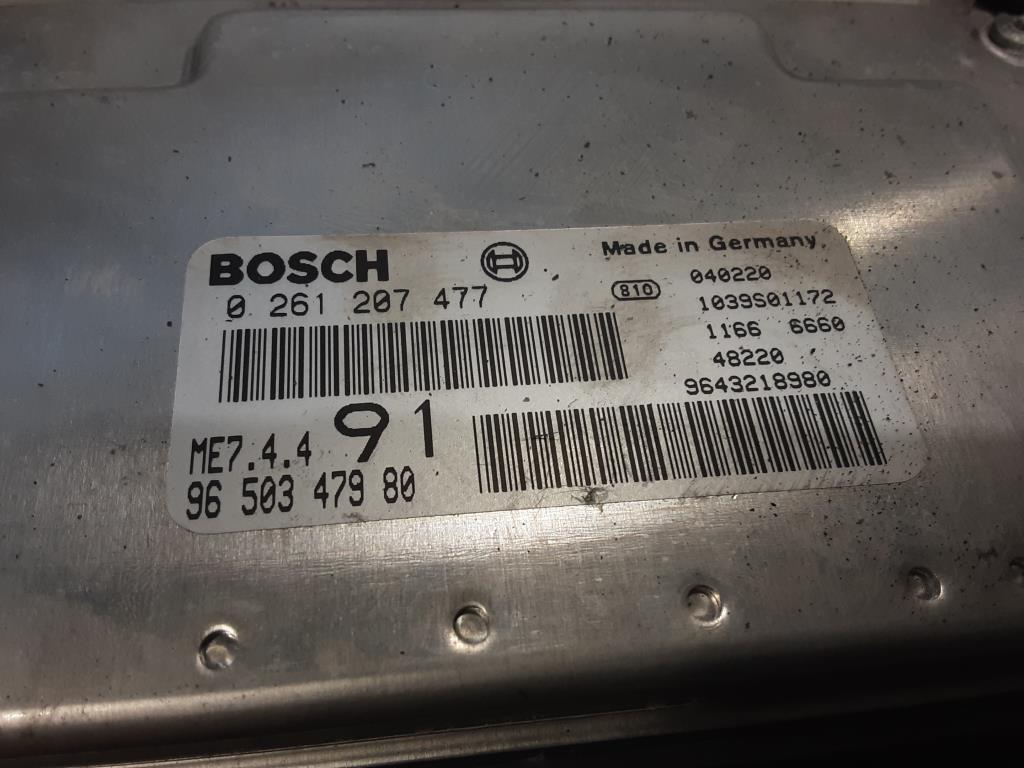 BOSCH
Made in Germany
0 261 207 477
810
040220
1039S01172
1166 6660
48220
9643218980
ME7.4.4 91
96 503 479 80